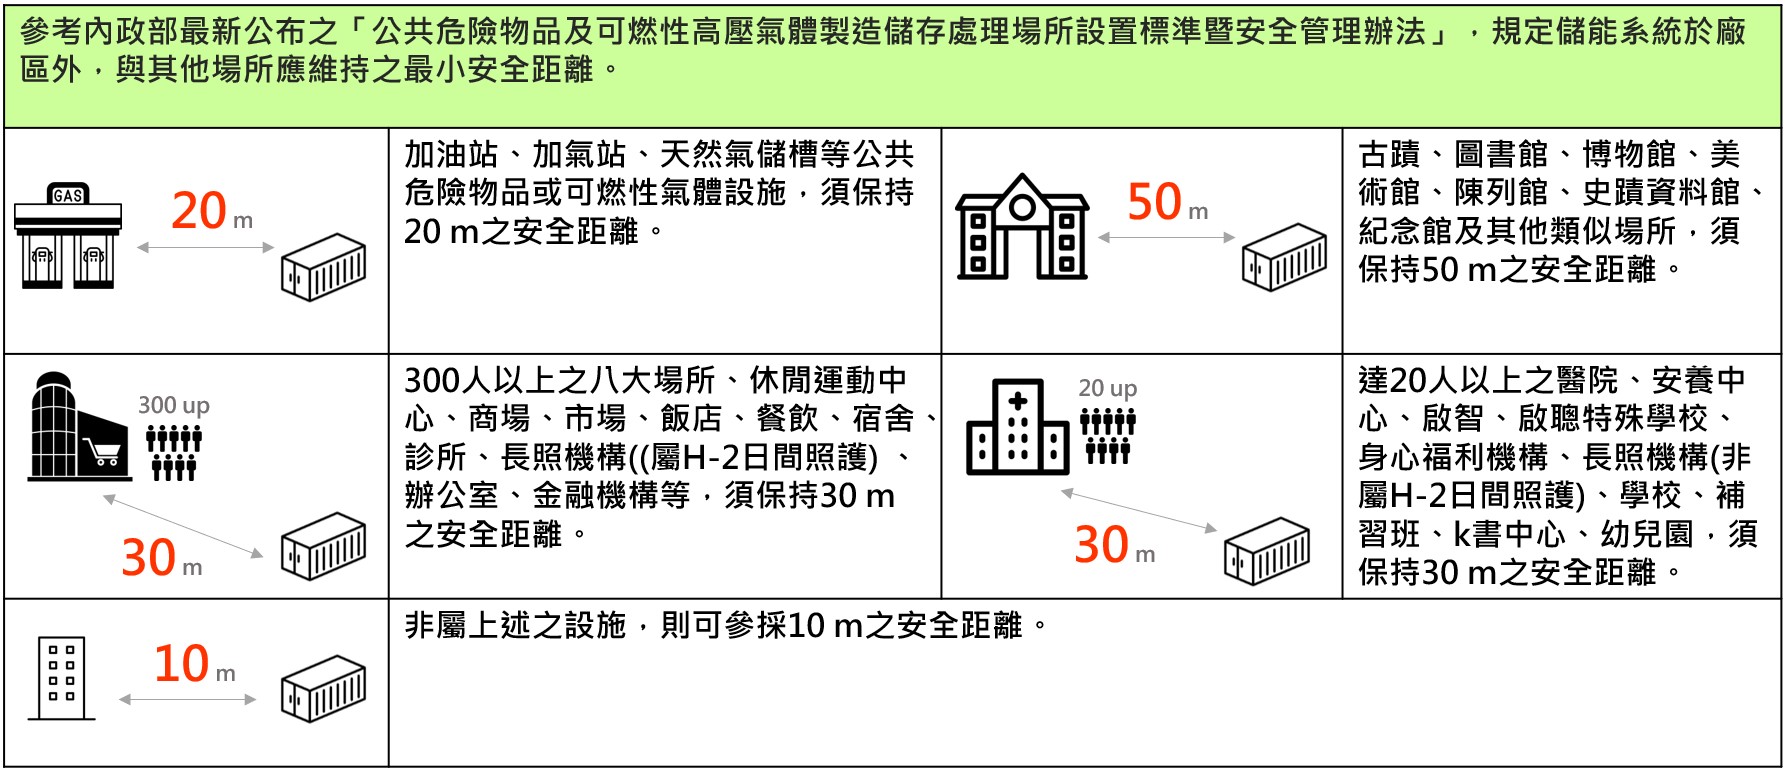 參考內政部最新公布之「公共危險物品及可燃性高壓氣體製造儲存處理場所設置標準暨安全管理辦法」，規定儲能系統於廠
區外，與其他場所應維持之最小安全距離。
GAS
20 m
加油站、加氣站、天然氣儲槽等公共
危險物品或可燃性氣體設施，須保持
20 m之安全距離。
50 m
古蹟、圖書館、博物館、美
術館、陳列館、史蹟資料館、
紀念館及其他類似場所，須
保持50 m之安全距離。
300 up
30 m
300人以上之八大場所、休閒運動中
心、商場、市場、飯店、餐飲、宿舍、
診所、長照機構((屬H-2日間照護) 、
辦公室、金融機構等，須保持30 m
之安全距離。
20 up
30 m
達20人以上之醫院、安養中
心、啟智、啟聰特殊學校、
身心福利機構、長照機構(非
屬H-2日間照護)、學校、補
習班、k書中心、幼兒園，須
保持30 m之安全距離。
10 m
非屬上述之設施，則可參採10 m之安全距離。